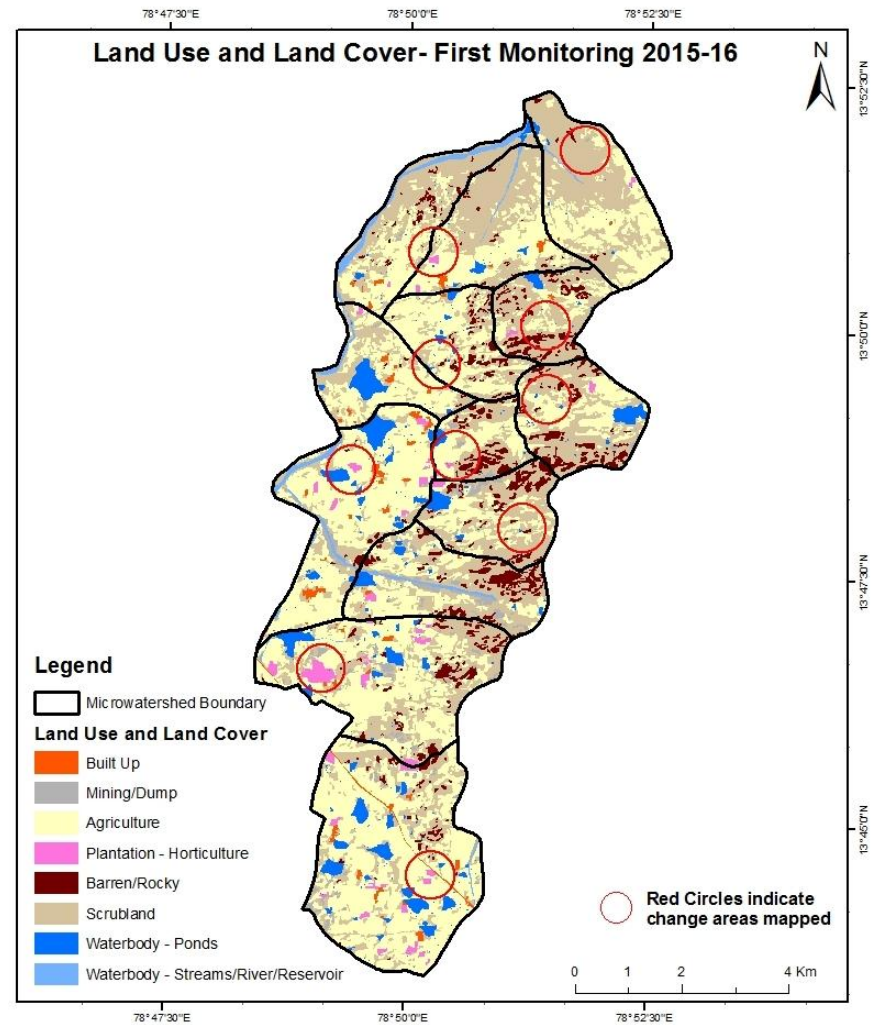 78°47'30"E 78°50'0"E 78°52'30"E
Land Use and Land Cover- First Monitoring 2015-16
N
13°52'30"N
13°50'0"N
13°47'30"N
13°45'0"N
Legend
Microwatershed Boundary
Land Use and Land Cover
Built Up
Mining/Dump
Agriculture
Plantation - Horticulture
Barren/Rocky
Scrubland
Waterbody - Ponds
Waterbody - Streams/River/Reservoir
Red Circles indicate
change areas mapped
0 1 2 4 Km
78°47'30"E 78°50'0"E 78°52'30"E